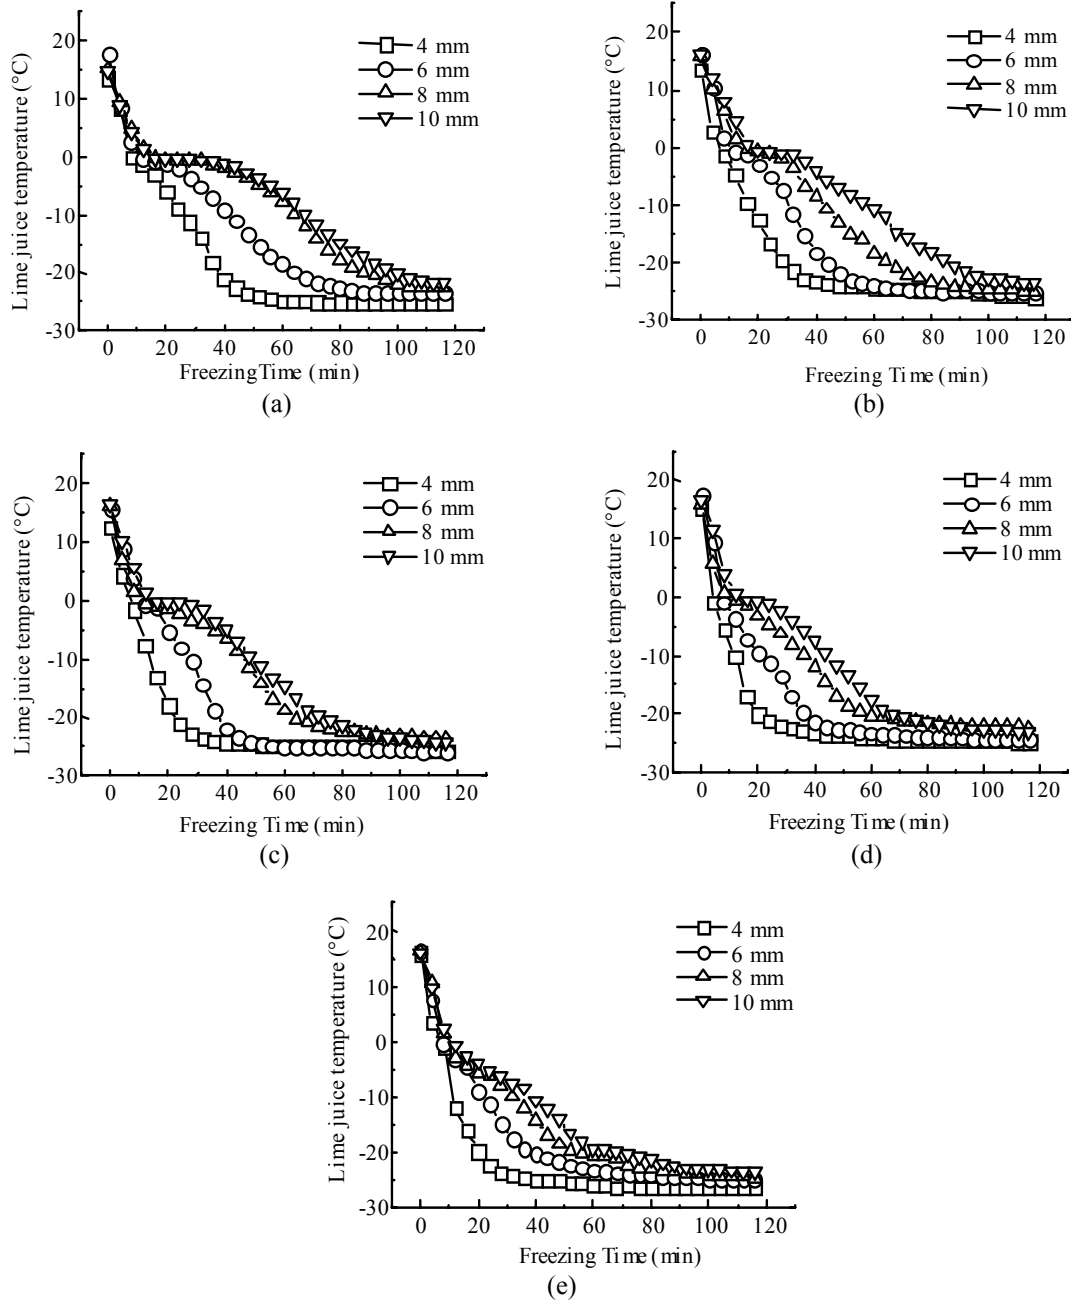 20
10
0
-10
-20
-30
Lime juice temperature (°C)
4 mm
6 mm
8 mm
10 mm
0 20 40 60 80 100 120
FreezingTime (min)
(a)
20
10
0
-10
-20
-30
Lime juice temperature (°C)
4 mm
6 mm
8 mm
10 mm
0 20 40 60 80 100 120
Freezing Time (min)
(b)
20
10
0
-10
-20
-30
Lime juice temperature (°C)
4 mm
6 mm
8 mm
10 mm
0 20 40 60 80 100 120
Freezing Time (min)
(c)
20
10
0
-10
-20
-30
Lime juice temperature (°C)
4 mm
6 mm
8 mm
10 mm
0 20 40 60 80 100 120
Freezing Time (min)
(d)
20
10
0
-10
-20
-30
Lime juice temperature (°C)
4 mm
6 mm
8 mm
10 mm
0 20 40 60 80 100 120
Freezing Time (min)
(e)